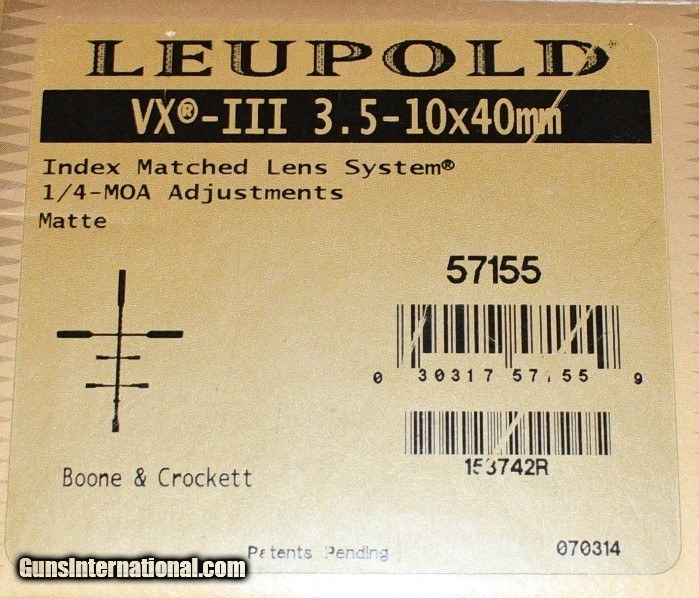 LEUPOLD
VX®-III 3.5-10x40mm
Index Matched Lens System®
1/4-MOA Adjustments
Matte
57155
0 30317 57155 9
153742R
Boone & Crockett
Patents Pending
070314
GunsInternational.com